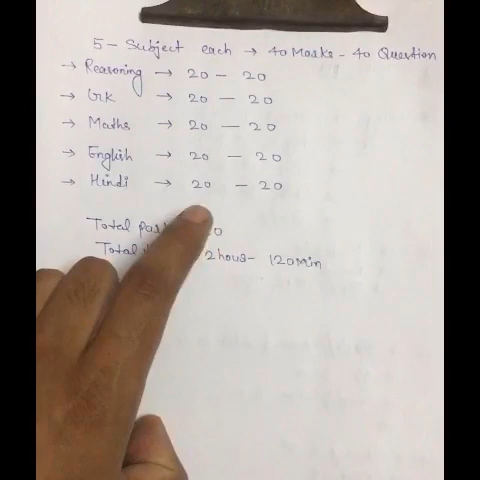 5 - Subject each → 40 Marks - 40 Question
→ Reasoning → 20 - 20
→ GK → 20 - 20
→ Maths → 20 - 20
→ English → 20 - 20
→ Hindi → 20 - 20
Total
Total 2 hour - 120 Min